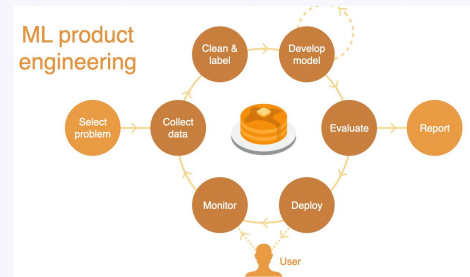 ML product
engineering
Clean &
label
Develop
model
Select
problem
Collect
data
Evaluate
Report
Monitor
Deploy
User